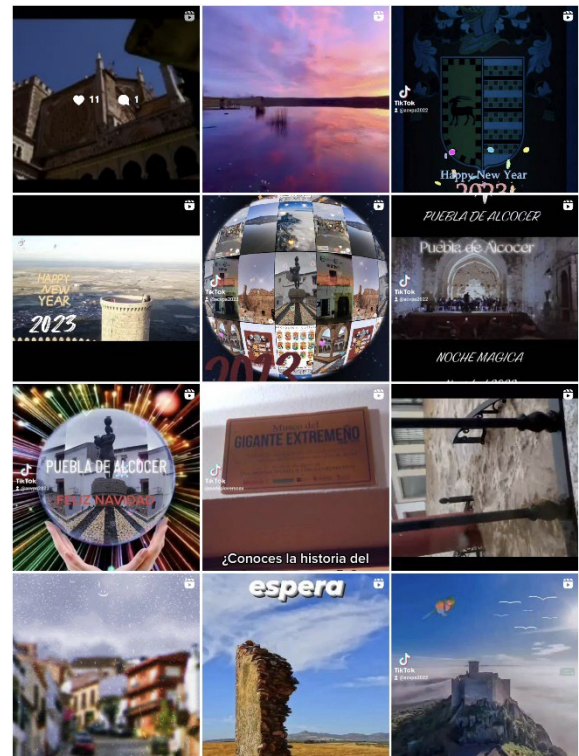 11 1
TikTok
Happy New Year
2023
HAPPY
NEW
YEAR
2023
TikTok
2023
PUEBLA DE ALCOCER
Puebla de Alcocer
TikTok
NOCHE MAGICA
PUEBLA DE ALCOCER
TikTok
FELIZ NAVIDAD
Museo del
GIGANTE EXTREMEÑO
TikTok
¿Conoces la historia del
espera
TikTok